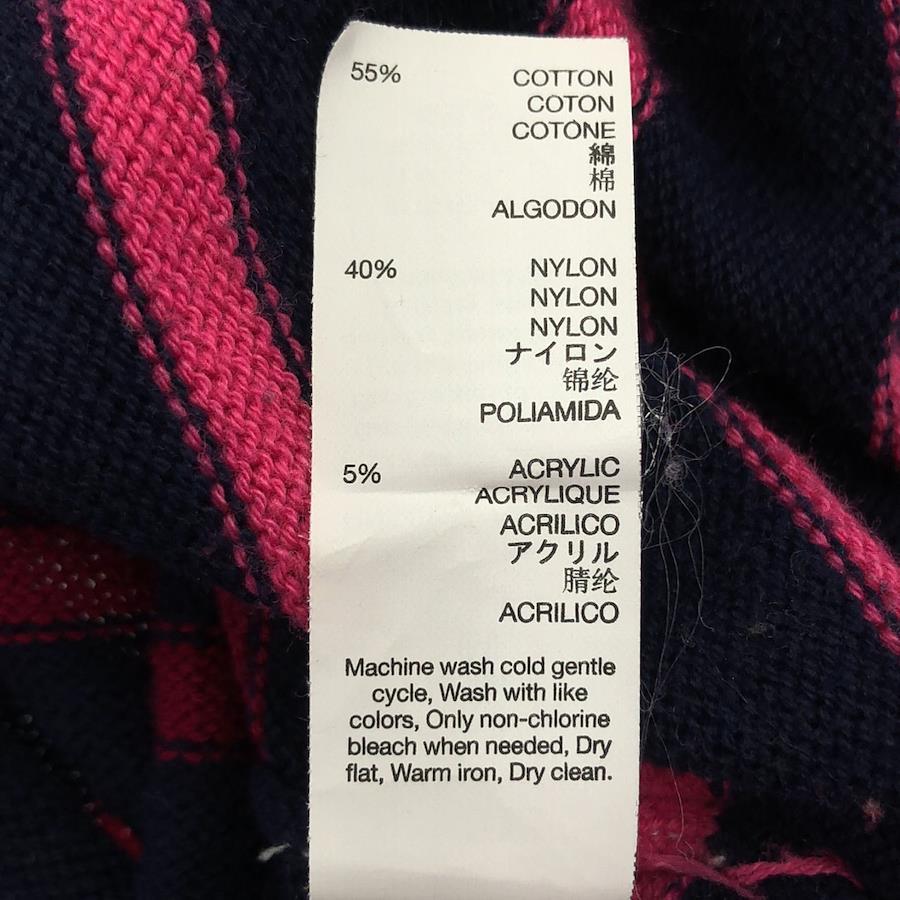 55% COTTON
COTON
COTONE
綿
棉
ALGODON
40% NYLON
NYLON
NYLON
ナイロン
锦纶
POLIAMIDA
5% ACRYLIC
ACRYLIQUE
ACRILICO
アクリル
腈纶
ACRILICO
Machine wash cold gentle
cycle, Wash with like
colors, Only non-chlorine
bleach when needed, Dry
flat, Warm iron, Dry clean.